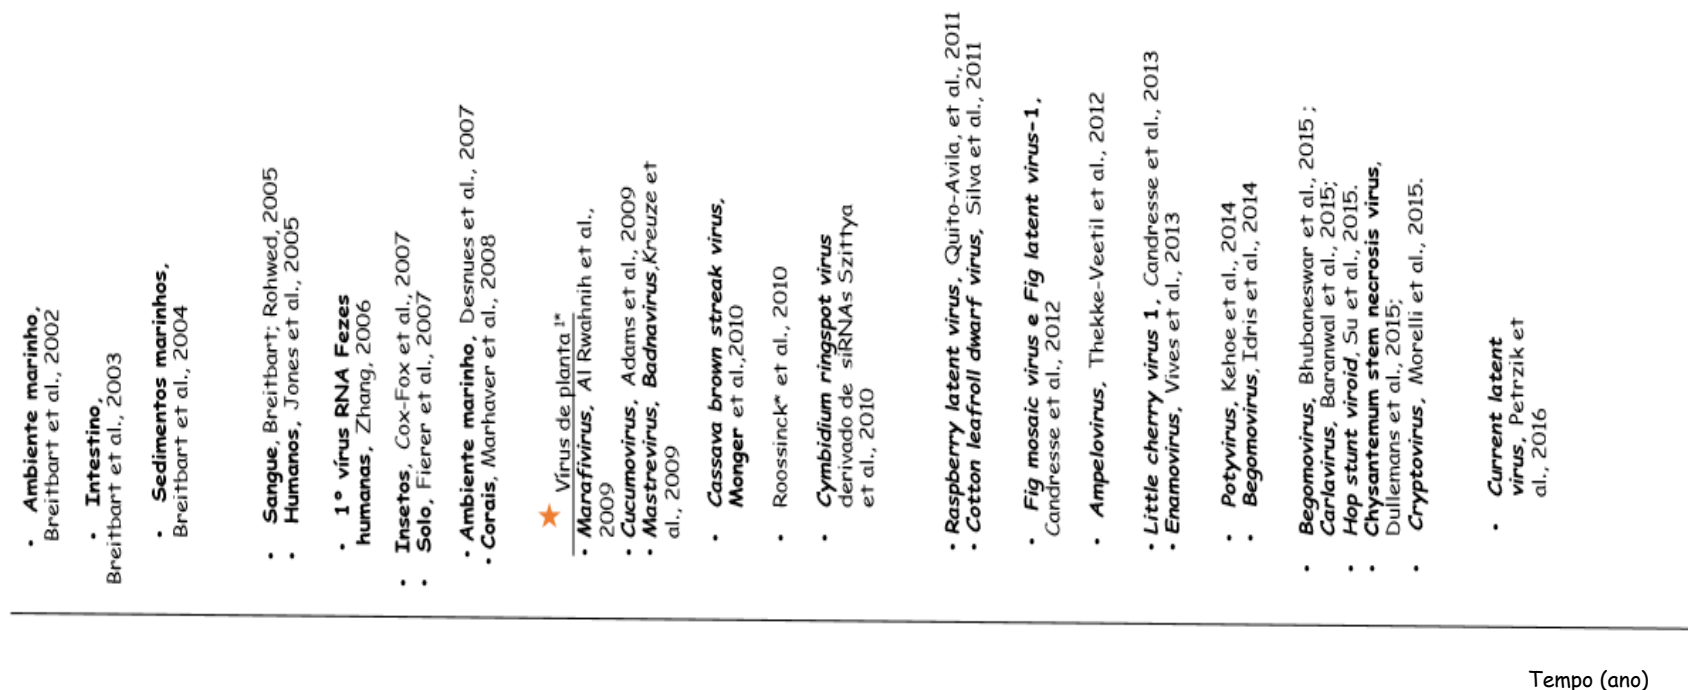 • Ambiente marinho,
Breitbart et al., 2002
• Intestino,
Breitbart et al., 2003
• Sedimentos marinhos,
Breitbart et al., 2004
• Sangue, Breitbart; Rohwed, 2005
• Humanos, Jones et al., 2005
• 1° vírus RNA Fezes
humanas, Zhang, 2006
• Insetos, Cox-Fox et al., 2007
• Solo, Fierer et al., 2007
• Ambiente marinho, Desnues et al., 2007
• Corais, Marhaver et al., 2008
Vírus de planta 1*
• Marafivirus, Al Rwahnih et al.,
2009
• Cucumovirus, Adams et al., 2009
• Mastrevirus, Badnavirus,Kreuze et
al., 2009
• Cassava brown streak virus,
Monger et al.,2010
• Roossinck* et al., 2010
• Cymbidium ringspot virus
derivado de siRNAs Szittya
et al., 2010
• Raspberry latent virus, Quito-Avila, et al., 2011
• Cotton leafroll dwarf virus, Silva et al., 2011
• Fig mosaic virus e Fig latent virus-1,
Candresse et al., 2012
• Ampelovirus, Thekke-Veetil et al., 2012
• Little cherry virus 1, Candresse et al., 2013
• Enamovirus, Vives et al., 2013
• Potyvirus, Kehoe et al., 2014
• Begomovirus, Idris et al., 2014
• Begomovirus, Bhubaneswar et al., 2015 ;
Carlavirus, Baranwal et al., 2015;
• Hop stunt viroid, Su et al., 2015.
• Chysantemum stem necrosis virus,
Dullemans et al., 2015;
• Cryptovirus, Morelli et al., 2015.
• Current latent
virus, Petrzik et
al., 2016
Tempo (ano)